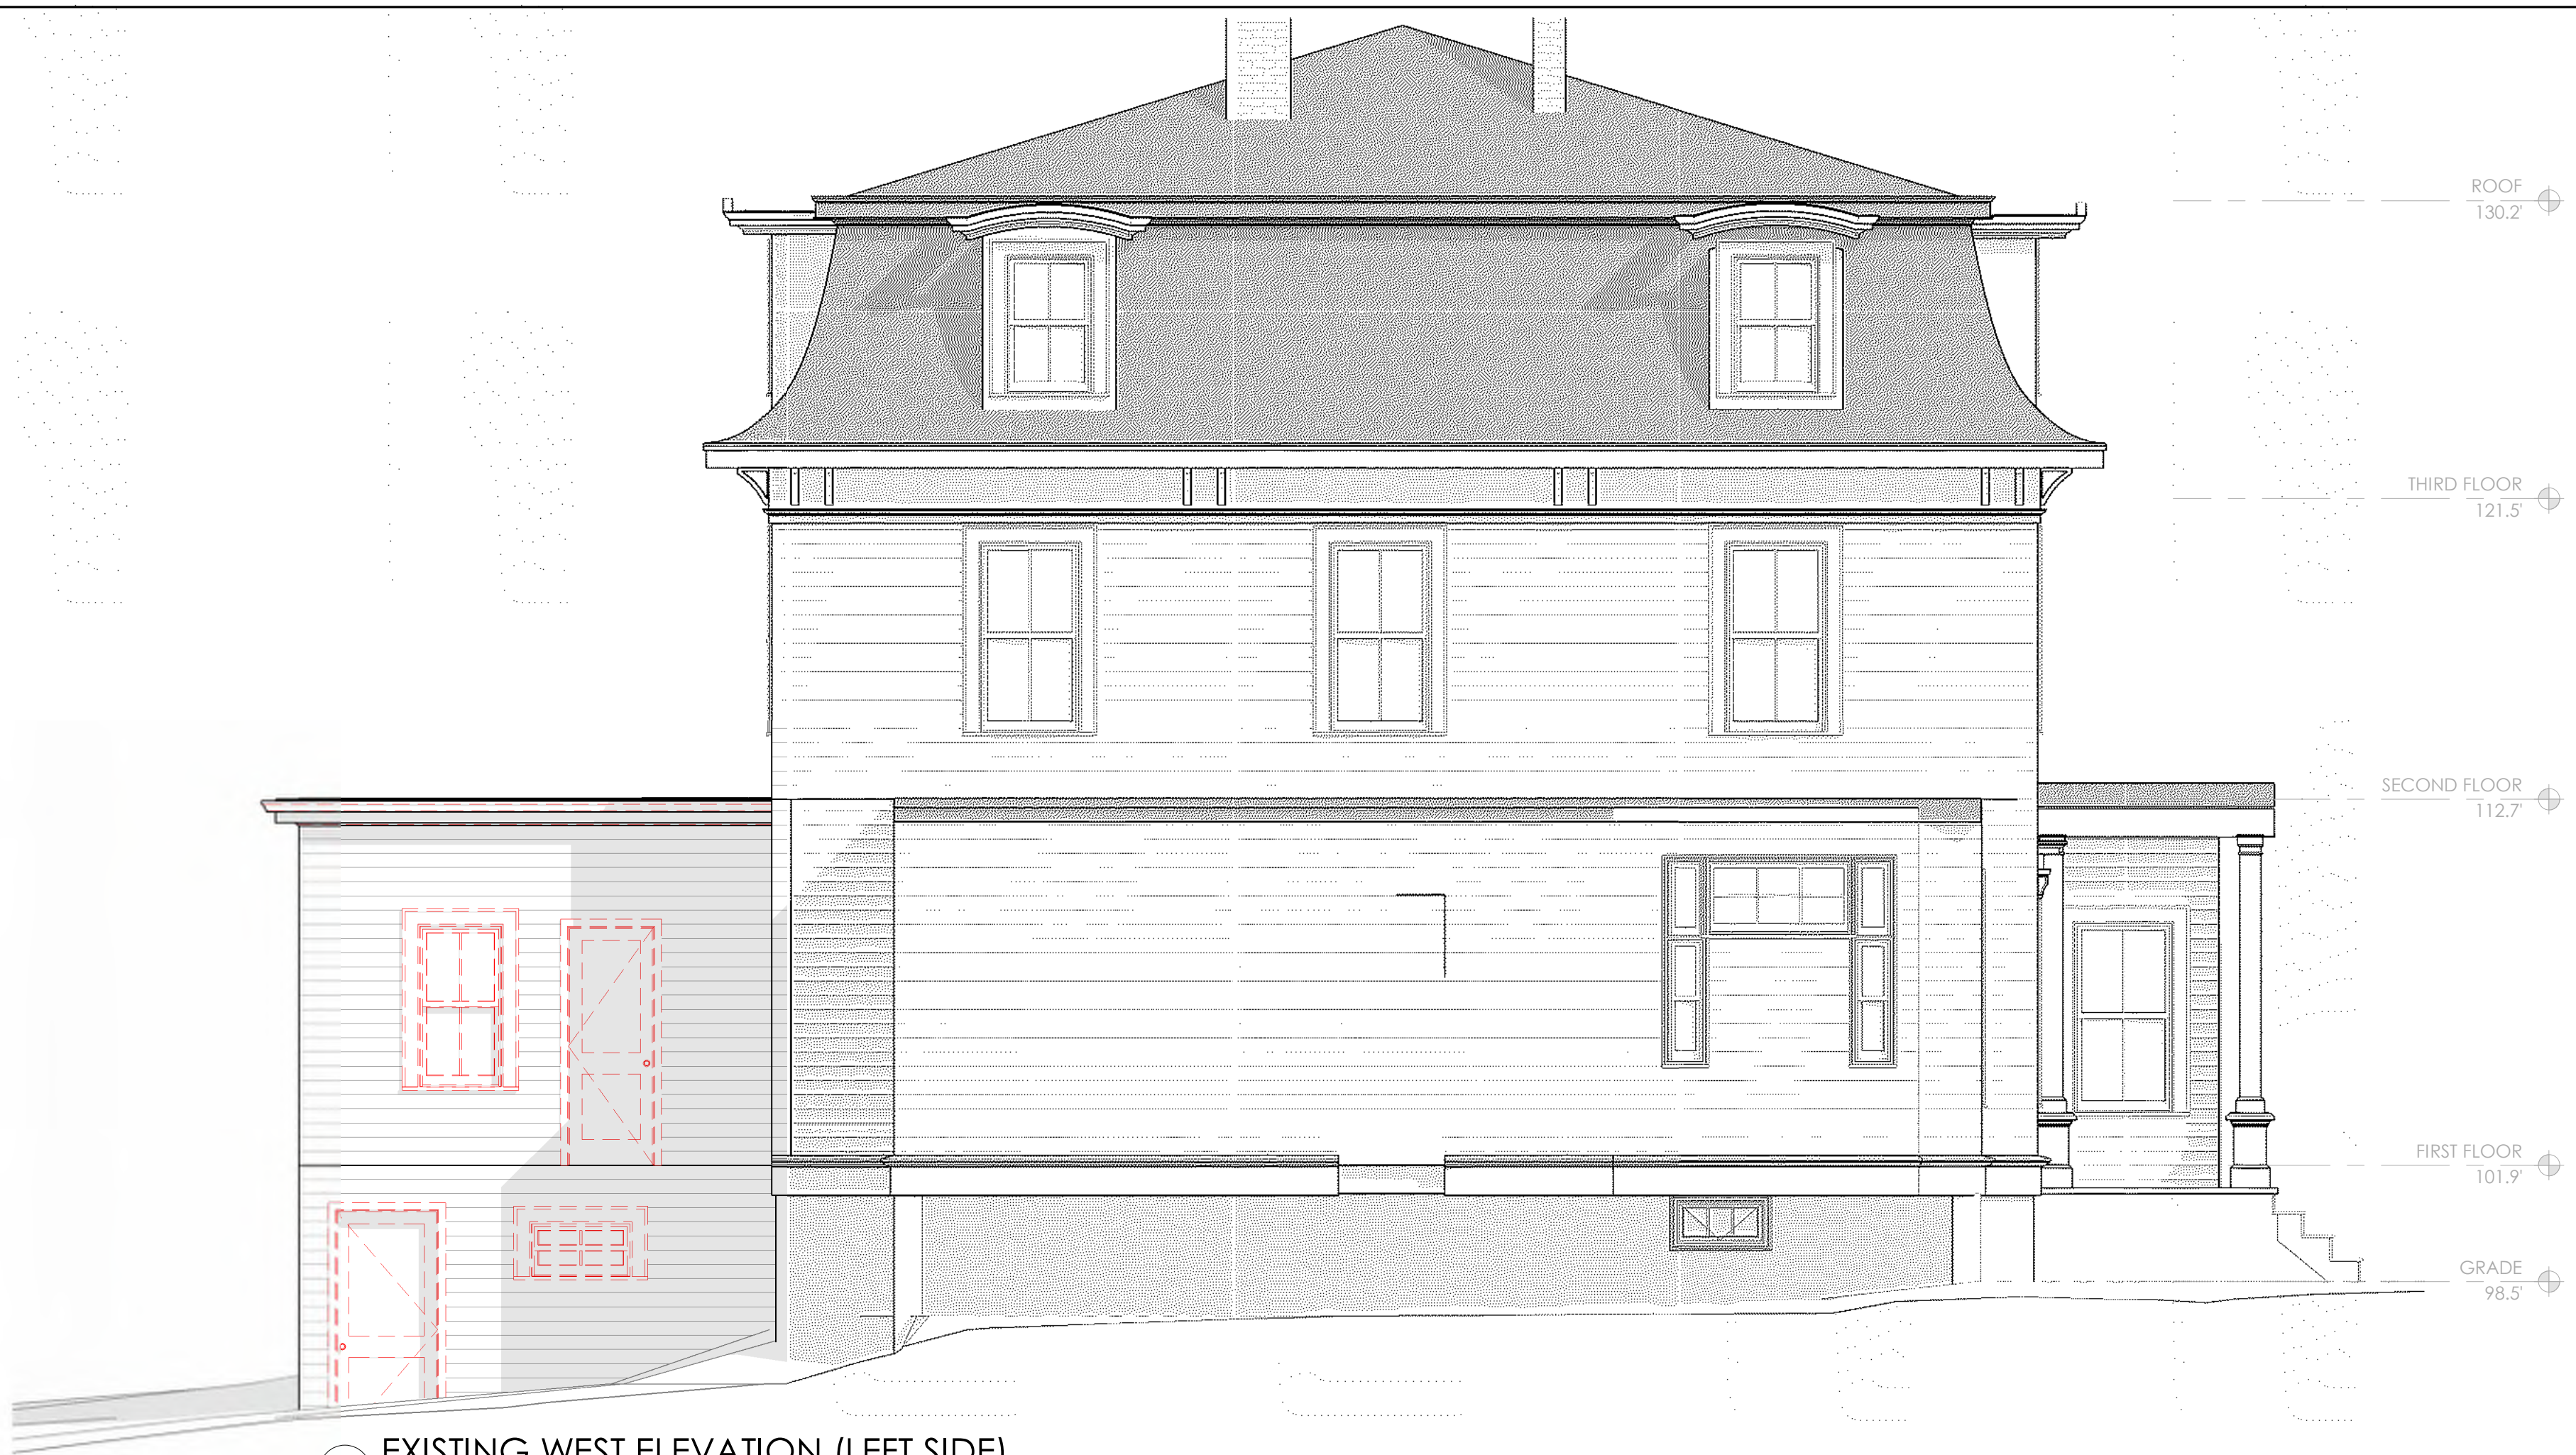 ROOF
130.2'
THIRD FLOOR
121.5'
SECOND FLOOR
112.7'
FIRST FLOOR
101.9'
GRADE
98.5'
EXISTING WEST ELEVATION (LEFT SIDE)